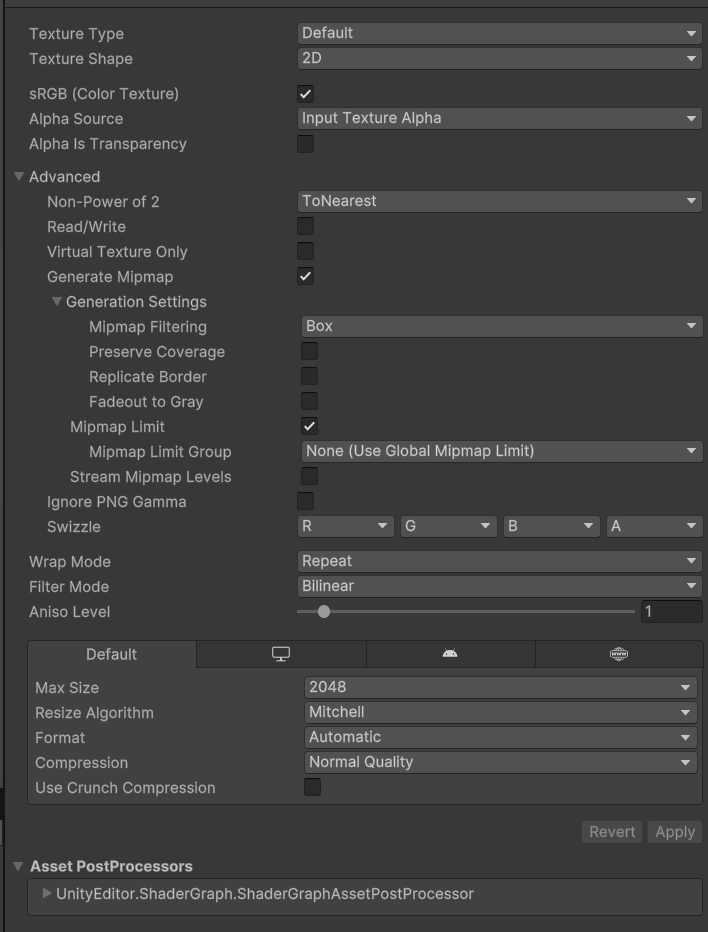 Texture Type Default
Texture Shape 2D
sRGB (Color Texture)
Alpha Source Input Texture Alpha
Alpha Is Transparency
Advanced
Non-Power of 2 ToNearest
Read/Write
Virtual Texture Only
Generate Mipmap
Generation Settings
Mipmap Filtering Box
Preserve Coverage
Replicate Border
Fadeout to Gray
Mipmap Limit
Mipmap Limit Group None (Use Global Mipmap Limit)
Stream Mipmap Levels
Ignore PNG Gamma
Swizzle R G B A
Wrap Mode Repeat
Filter Mode Bilinear
Aniso Level 1
Default www
Max Size 2048
Resize Algorithm Mitchell
Format Automatic
Compression Normal Quality
Use Crunch Compression
Revert Apply
Asset PostProcessors
UnityEditor.ShaderGraph.ShaderGraphAssetPostProcessor